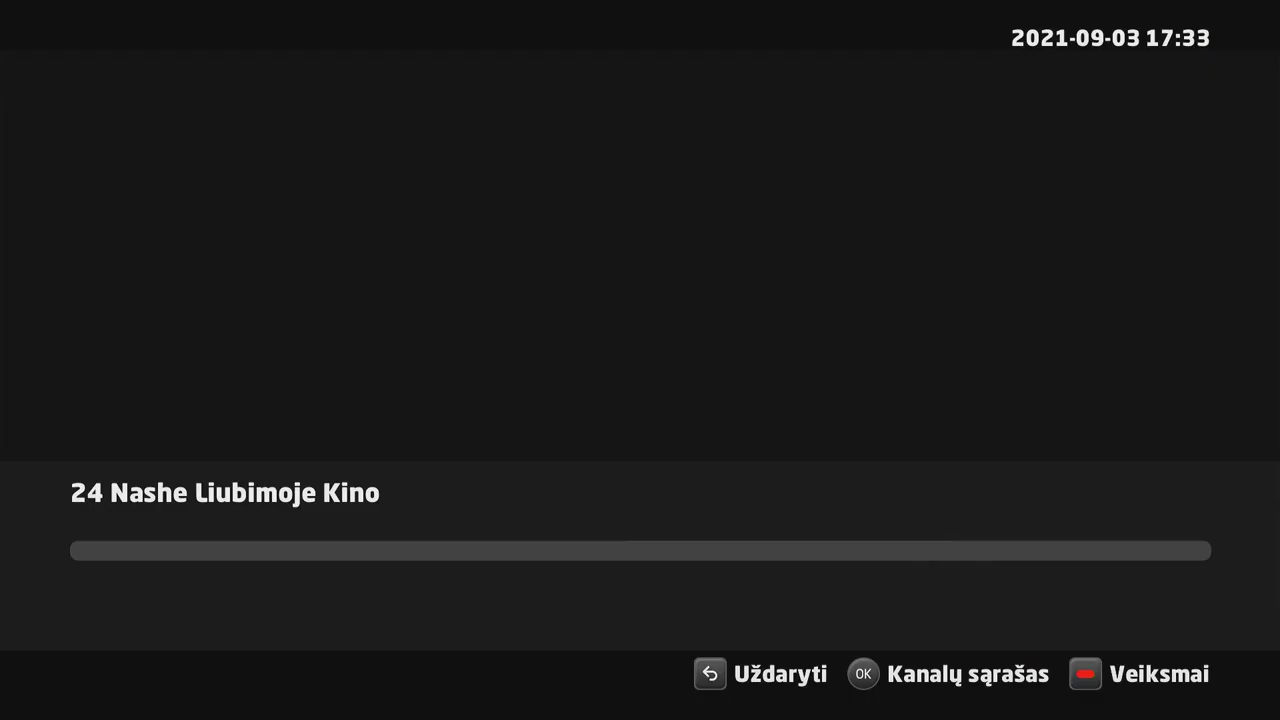 2021-09-03 17:33
24 Nashe Liubimoje Kino
Uždaryti OK Kanalų sąrašas Veiksmai